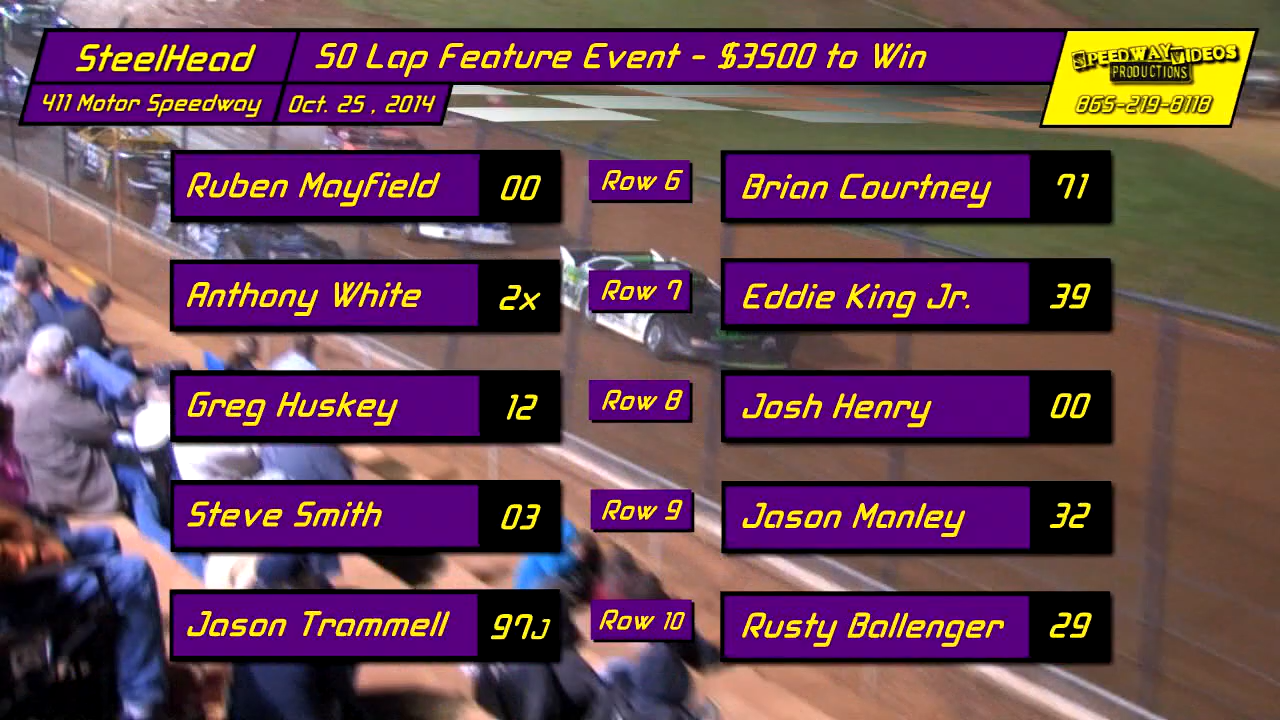 SteelHead
50 Lap Feature Event - $3500 to Win
SPEEDWAY VIDEOS
PRODUCTIONS
865-219-8118
411 Motor Speedway
Oct. 25 , 2014
Ruben Mayfield 00 Row 6 Brian Courtney 71
Anthony White 2x Row 7 Eddie King Jr. 39
Greg Huskey 12 Row 8 Josh Henry 00
Steve Smith 03 Row 9 Jason Manley 32
Jason Trammell 97J Row 10 Rusty Ballenger 29